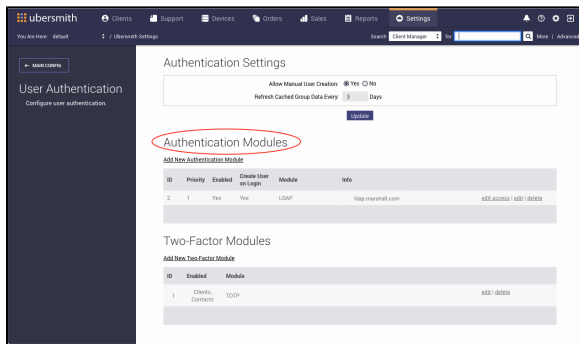 ubersmith Clients Support Devices Orders Sales Reports Settings
You Are Here: default / Ubersmith Settings Search Client Manager for More | Advanced
← MAIN CONFIG
User Authentication
Configure user authentication.
Authentication Settings
Allow Manual User Creation: Yes No
Refresh Cached Group Data Every: 3 Days
Update
Authentication Modules
Add New Authentication Module
ID Priority Enabled Create User on Login Module Info
2 1 Yes Yes LDAP ldap.marshall.com edit access | edit | delete
Two-Factor Modules
Add New Two-Factor Module
ID Enabled Module
1 Clients, Contacts TOTP edit | delete